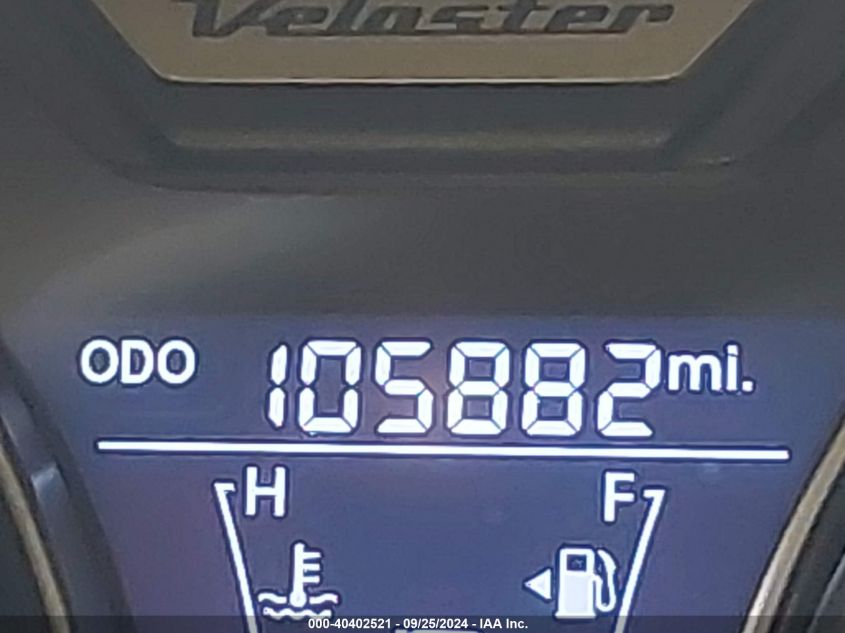 Veloster
ODO 105882 mi.
H F
000-40402521 - 09/25/2024 - IAA Inc.